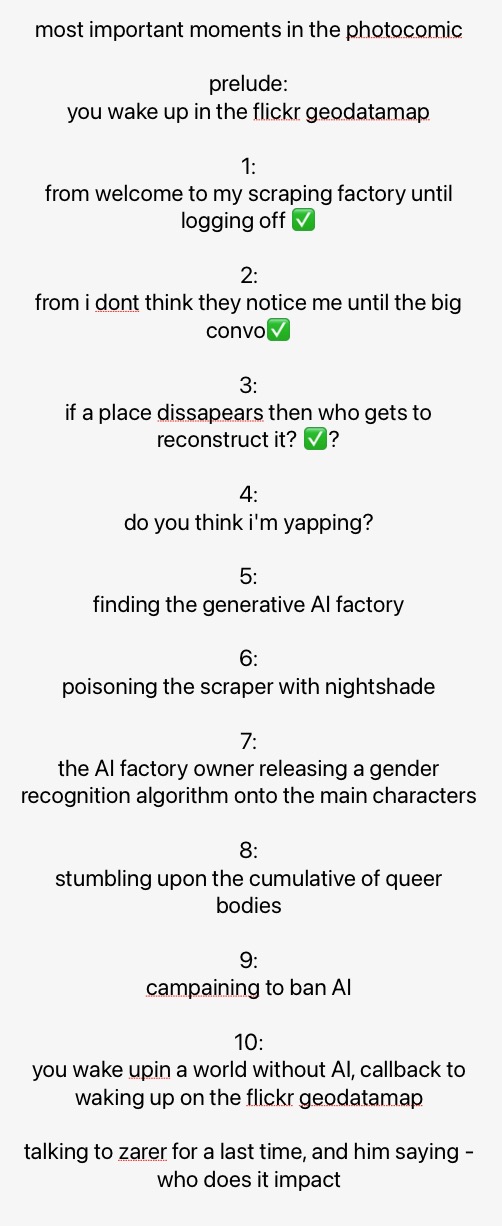 most important moments in the photocomic
prelude:
you wake up in the flickr geodatamap
1:
from welcome to my scraping factory until
logging off ✅
2:
from i dont think they notice me until the big
convo✅
3:
if a place dissapears then who gets to
reconstruct it? ✅?
4:
do you think i'm yapping?
5:
finding the generative AI factory
6:
poisoning the scraper with nightshade
7:
the AI factory owner releasing a gender
recognition algorithm onto the main characters
8:
stumbling upon the cumulative of queer
bodies
9:
campaining to ban AI
10:
you wake upin a world without AI, callback to
waking up on the flickr geodatamap
talking to zarer for a last time, and him saying -
who does it impact